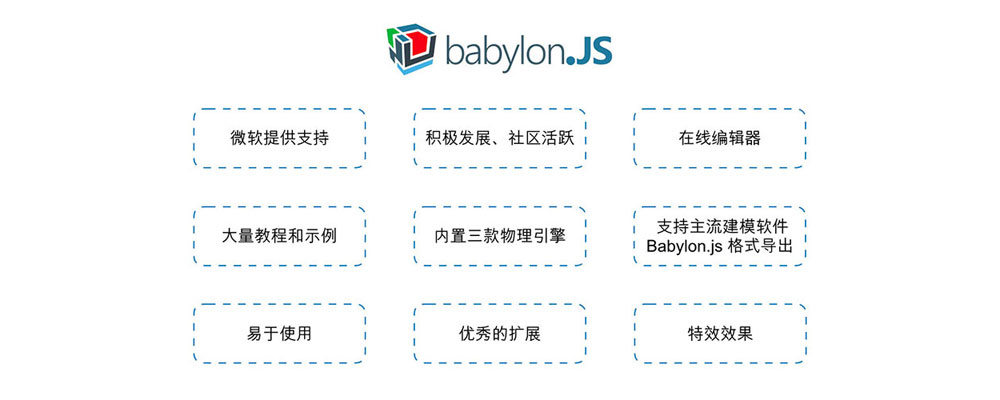 babylon.JS
微软提供支持
积极发展、社区活跃
在线编辑器
大量教程和示例
内置三款物理引擎
支持主流建模软件
Babylon.js 格式导出
易于使用
优秀的扩展
特效效果